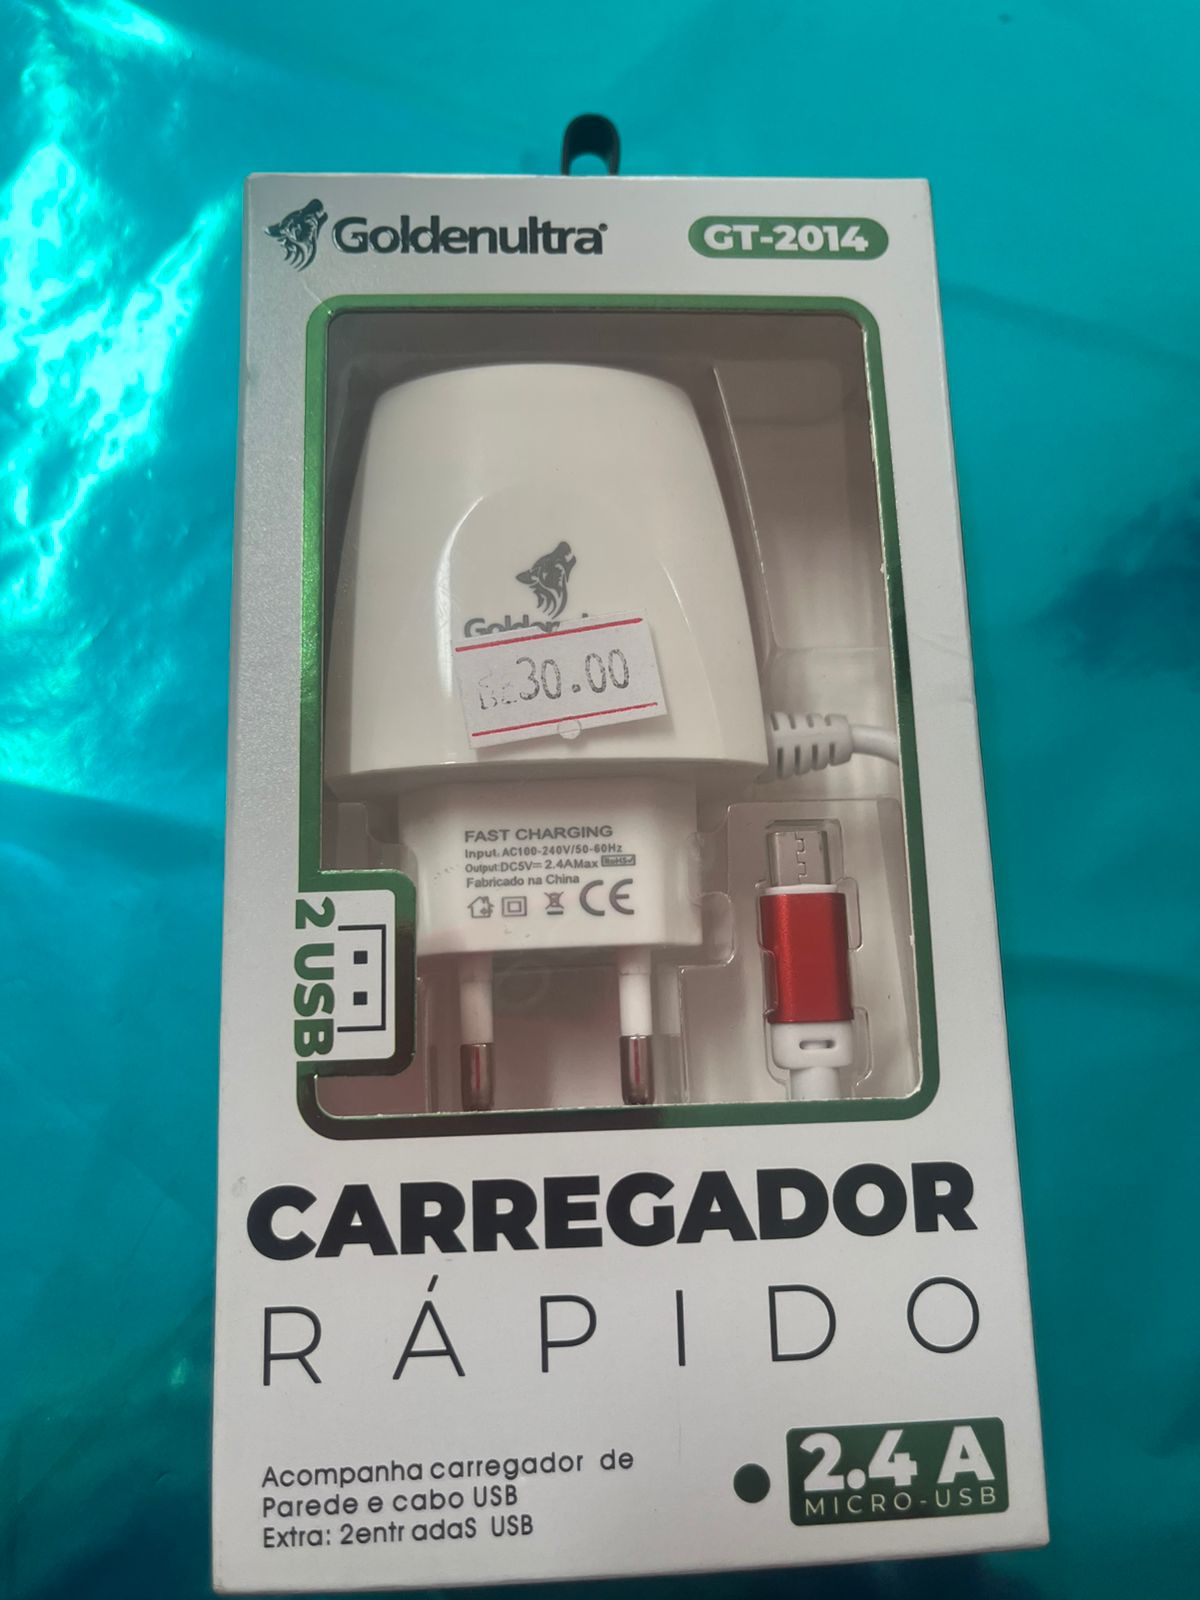 Goldenultra
GT-2014
30.00
FAST CHARGING
Input. AC100-240V/50-60Hz
Output:DC5V⎓ 2.4AMax RoHS
Fabricado na China
CE
2 USB
CARREGADOR
RÁPIDO
Acompanha carregador de
Parede e cabo USB
Extra: 2entr adaS USB
2.4 A
MICRO-USB